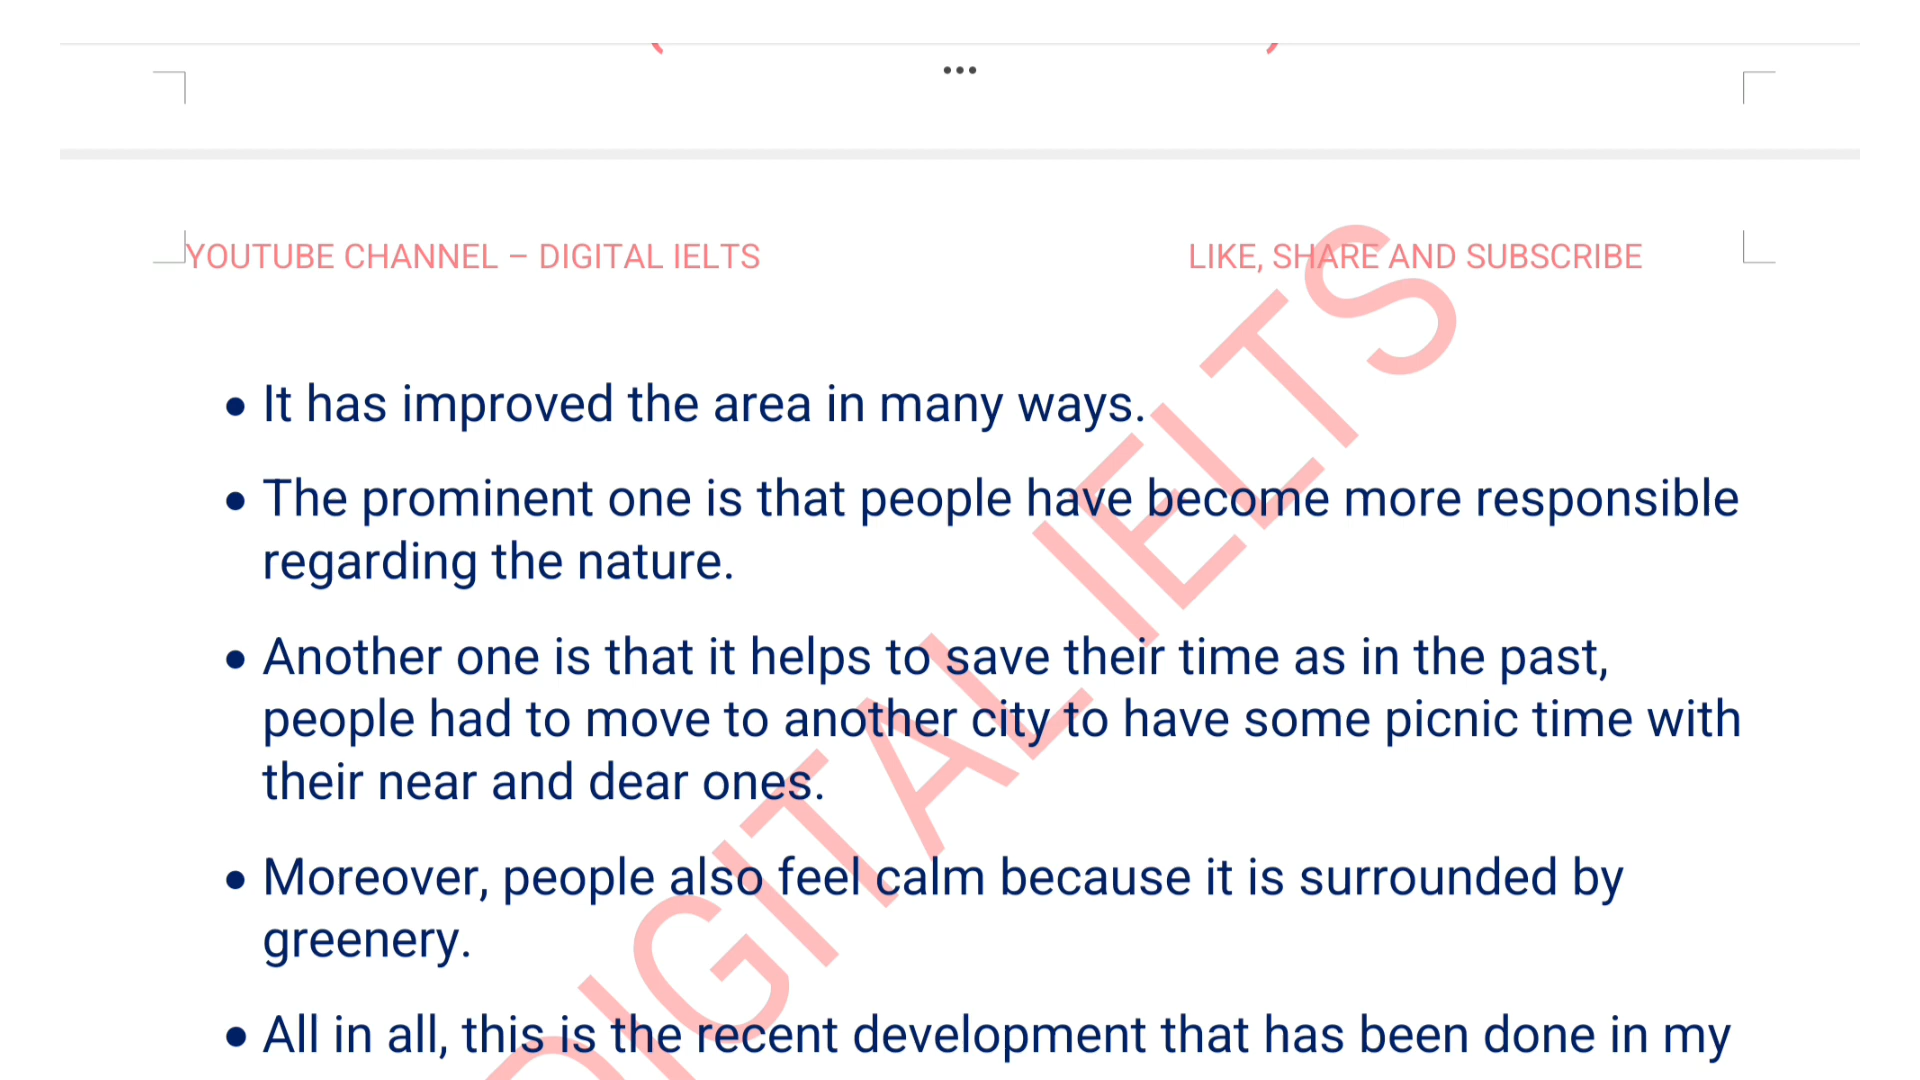 YOUTUBE CHANNEL – DIGITAL IELTS
LIKE, SHARE AND SUBSCRIBE
• It has improved the area in many ways.
• The prominent one is that people have become more responsible
regarding the nature.
• Another one is that it helps to save their time as in the past,
people had to move to another city to have some picnic time with
their near and dear ones.
• Moreover, people also feel calm because it is surrounded by
greenery.
• All in all, this is the recent development that has been done in my
DIGITAL IELTS